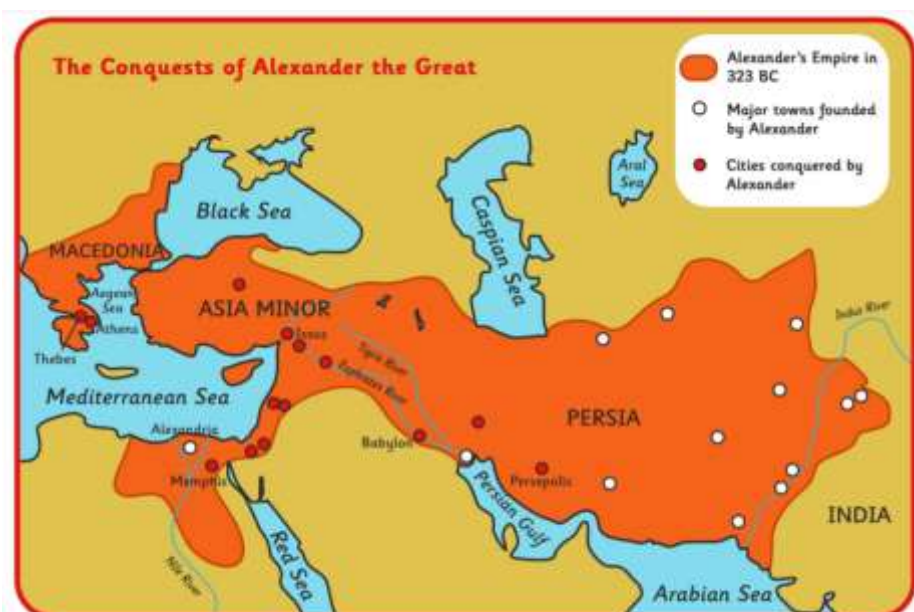 The Conquests of Alexander the Great
Alexander's Empire in
323 BC
Major towns founded
by Alexander
Cities conquered by
Alexander
Aral
Sea
Black Sea
Caspian Sea
MACEDONIA
Aegean
Sea
ASIA MINOR
Athens
Issus
India River
Thebes
Tigris River
Euphrates River
Mediterranean Sea
PERSIA
Alexandria
Babylon
Memphis
Persepolis
Persian Gulf
INDIA
Red Sea
Nile River
Arabian Sea